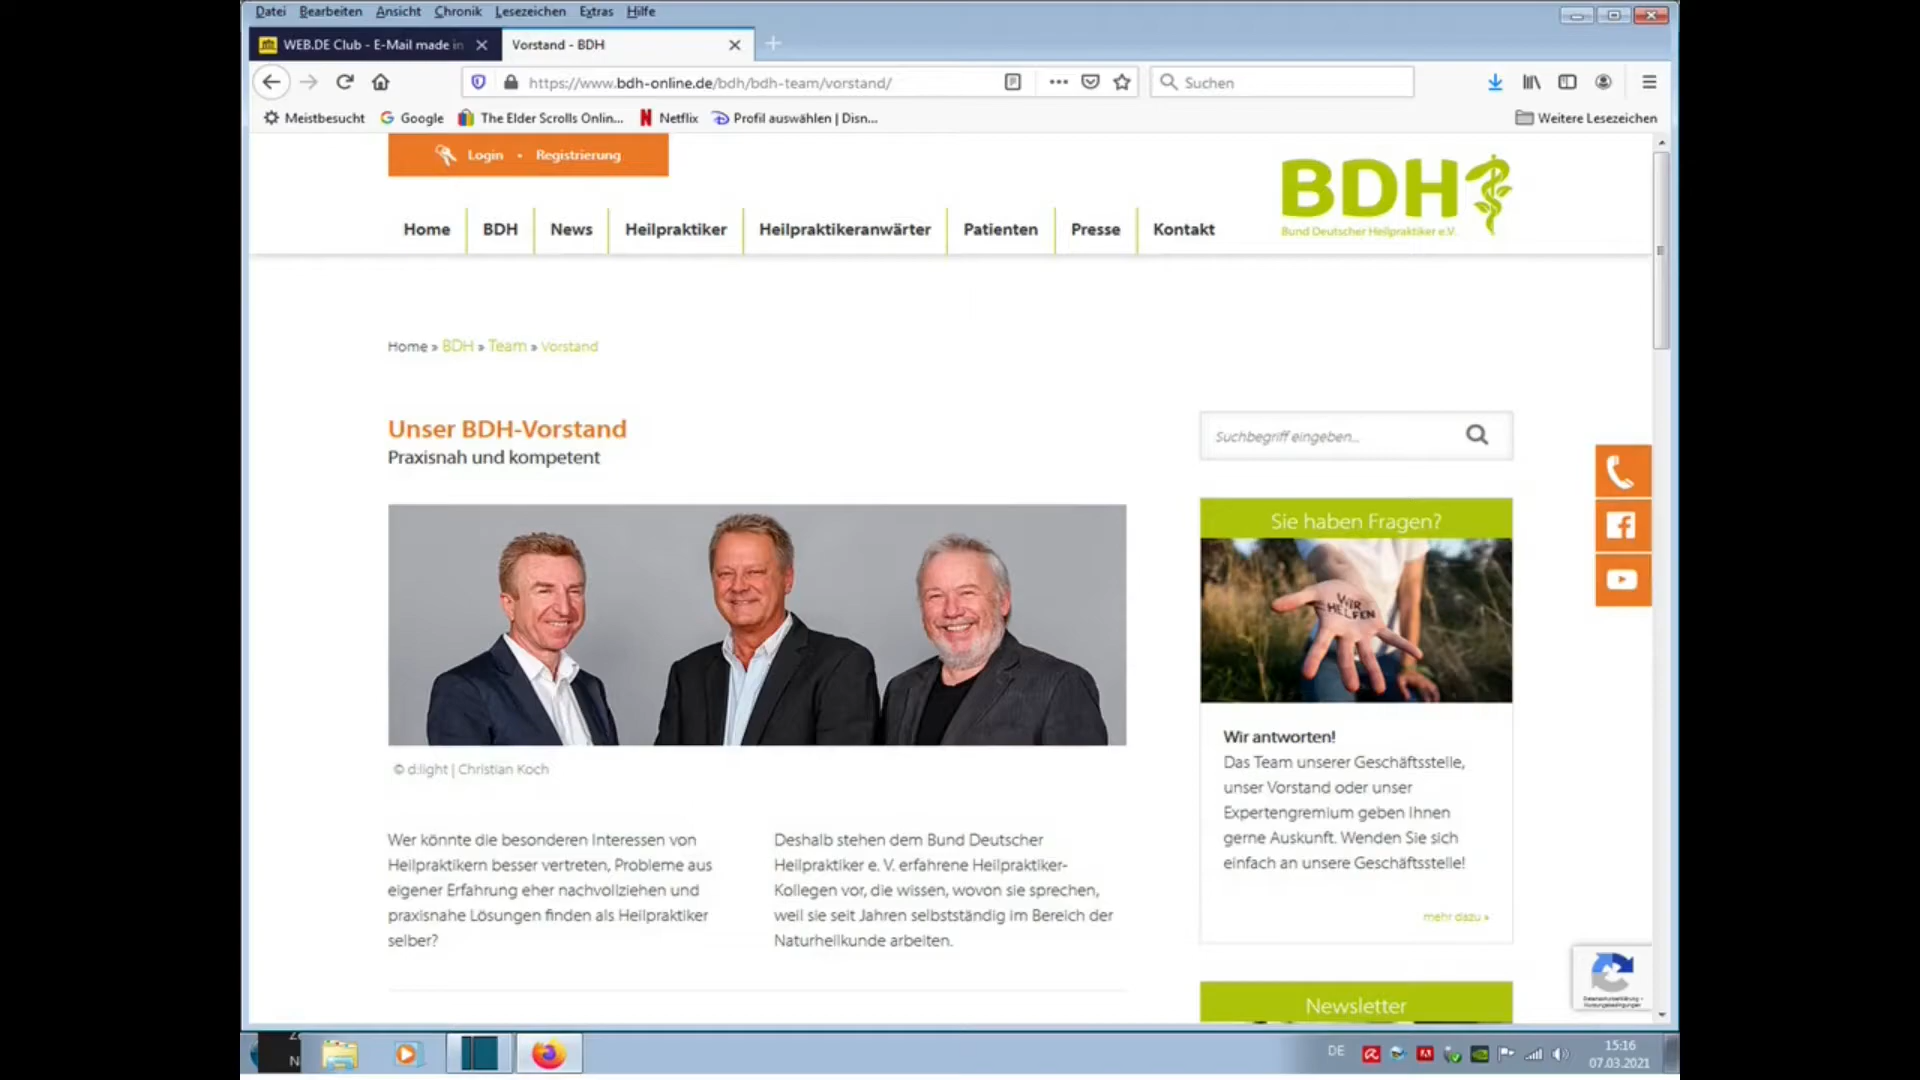 Datei Bearbeiten Ansicht Chronik Lesezeichen Extras Hilfe
WEB.DE Club - E-Mail made in
Vorstand - BDH
https://www.bdh-online.de/bdh/bdh-team/vorstand/
Suchen
Meistbesucht Google The Elder Scrolls Onlin... Netflix Profil auswählen | Disn... Weitere Lesezeichen
Login • Registrierung
BDH
Bund Deutscher Heilpraktiker e.V.
Home BDH News Heilpraktiker Heilpraktikeranwärter Patienten Presse Kontakt
Home » BDH » Team » Vorstand
Unser BDH-Vorstand
Praxisnah und kompetent
© d:light | Christian Koch
Wer könnte die besonderen Interessen von
Heilpraktikern besser vertreten, Probleme aus
eigener Erfahrung eher nachvollziehen und
praxisnahe Lösungen finden als Heilpraktiker
selber?
Deshalb stehen dem Bund Deutscher
Heilpraktiker e. V. erfahrene Heilpraktiker-
Kollegen vor, die wissen, wovon sie sprechen,
weil sie seit Jahren selbstständig im Bereich der
Naturheilkunde arbeiten.
Suchbegriff eingeben...
Sie haben Fragen?
WIR
HELFEN
Wir antworten!
Das Team unserer Geschäftsstelle,
unser Vorstand oder unser
Expertengremium geben Ihnen
gerne Auskunft. Wenden Sie sich
einfach an unsere Geschäftsstelle!
mehr dazu »
Newsletter
Datenschutzerklärung -
Nutzungsbedingungen
DE
15:16
07.03.2021